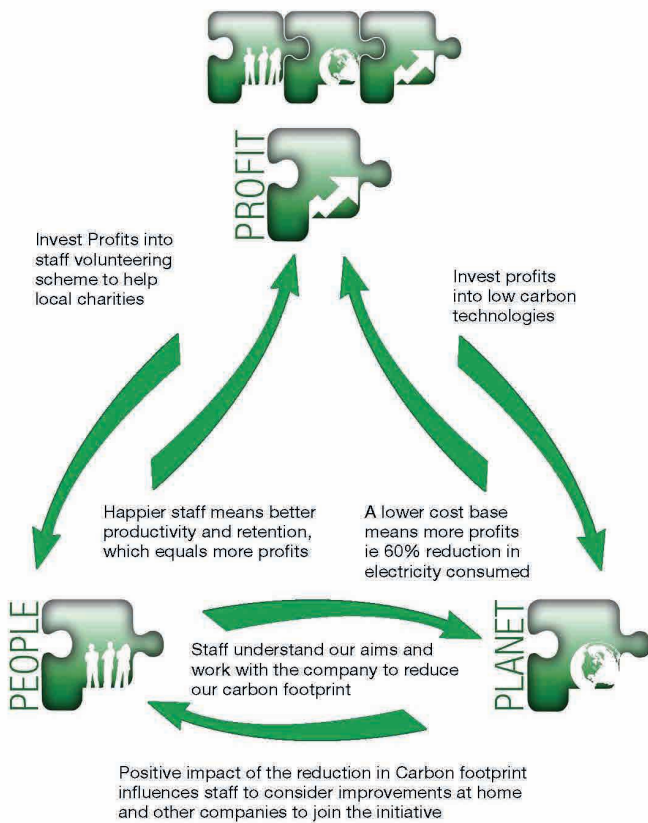 PROFIT
Invest Profits into
staff volunteering
scheme to help
local charities
Invest profits
into low carbon
technologies
Happier staff means better
productivity and retention,
which equals more profits
A lower cost base
means more profits
ie 60% reduction in
electricity consumed
PEOPLE
Staff understand our aims and
work with the company to reduce
our carbon footprint
PLANET
Positive impact of the reduction in Carbon footprint
influences staff to consider improvements at home
and other companies to join the initiative